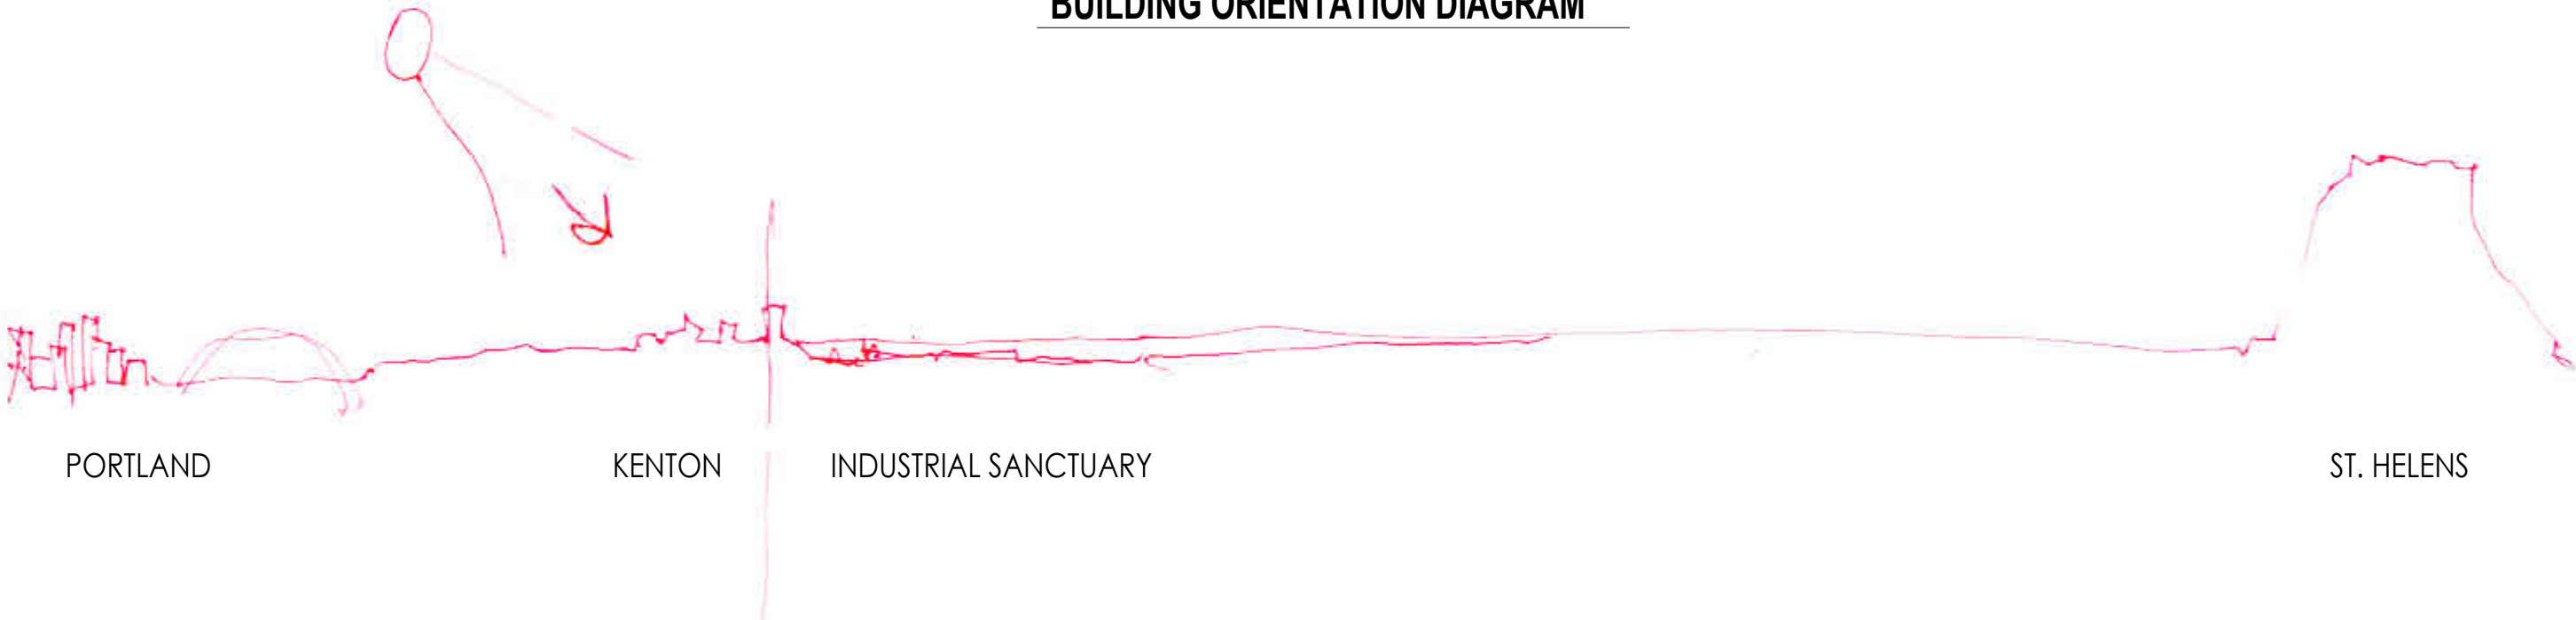 BUILDING ORIENTATION DIAGRAM
PORTLAND
KENTON
INDUSTRIAL SANCTUARY
ST. HELENS